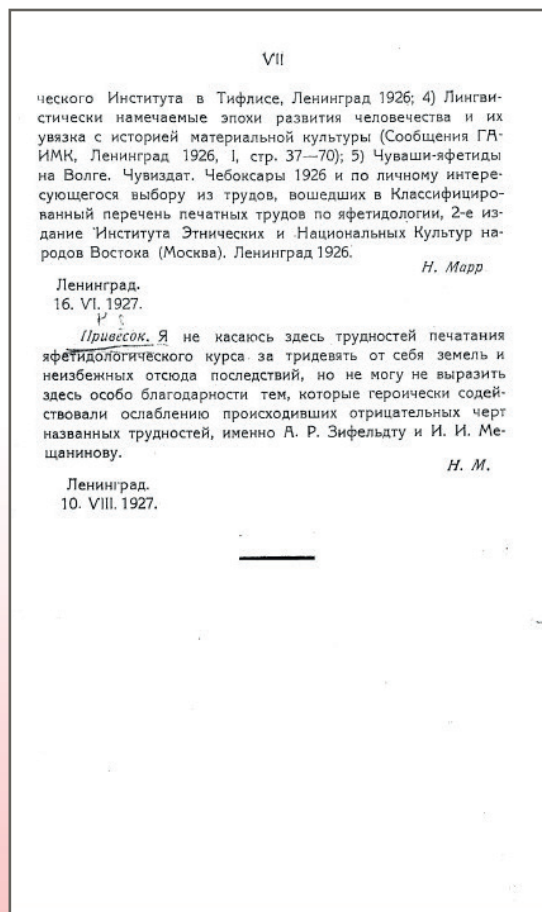 VII
ческого Института в Тифлисе, Ленинград 1926; 4) Лингви-
стически намечаемые эпохи развития человечества и их
увязка с историей материальной культуры (Сообщения ГА-
ИМК, Ленинград 1926, I, стр. 37—70); 5) Чуваши-яфетиды
на Волге. Чувиздат. Чебоксары 1926 и по личному интере-
сующегося выбору из трудов, вошедших в Классифициро-
ванный перечень печатных трудов по яфетидологии, 2-е из-
дание Института Этнических и Национальных Культур на-
родов Востока (Москва). Ленинград 1926.
Н. Марр
Ленинград.
16. VI. 1927.
Привесок. Я не касаюсь здесь трудностей печатания
яфетидологического курса за тридевять от себя земель и
неизбежных отсюда последствий, но не могу не выразить
здесь особо благодарности тем, которые героически содей-
ствовали ослаблению происходивших отрицательных черт
названных трудностей, именно А. Р. Зифельдту и И. И. Ме-
щанинову.
Н. М.
Ленинград.
10. VIII. 1927.